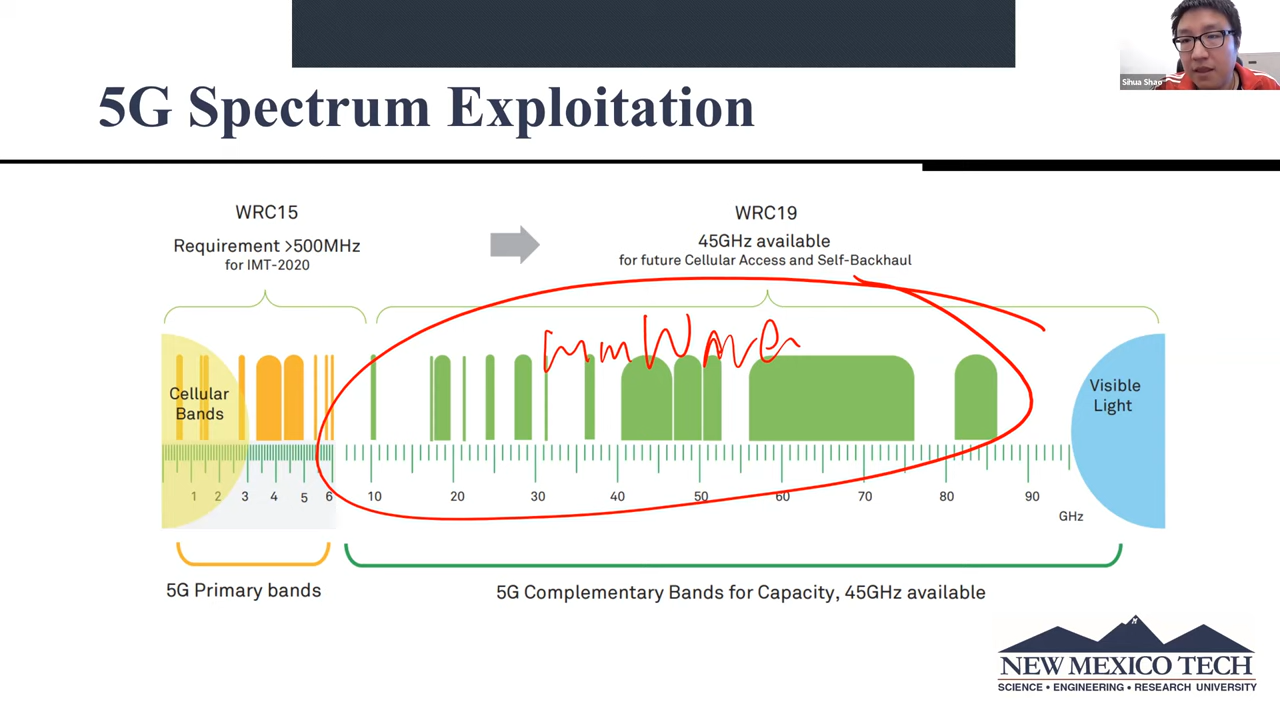 Sihua Shao
5G Spectrum Exploitation
WRC15
Requirement >500MHz
for IMT-2020
WRC19
45GHz available
for future Cellular Access and Self-Backhaul
mmWave
Cellular
Bands
Visible
Light
1 2 3 4 5 6 10 20 30 40 50 60 70 80 90
GHz
5G Primary bands
5G Complementary Bands for Capacity, 45GHz available
NEW MEXICO TECH
SCIENCE • ENGINEERING • RESEARCH UNIVERSITY